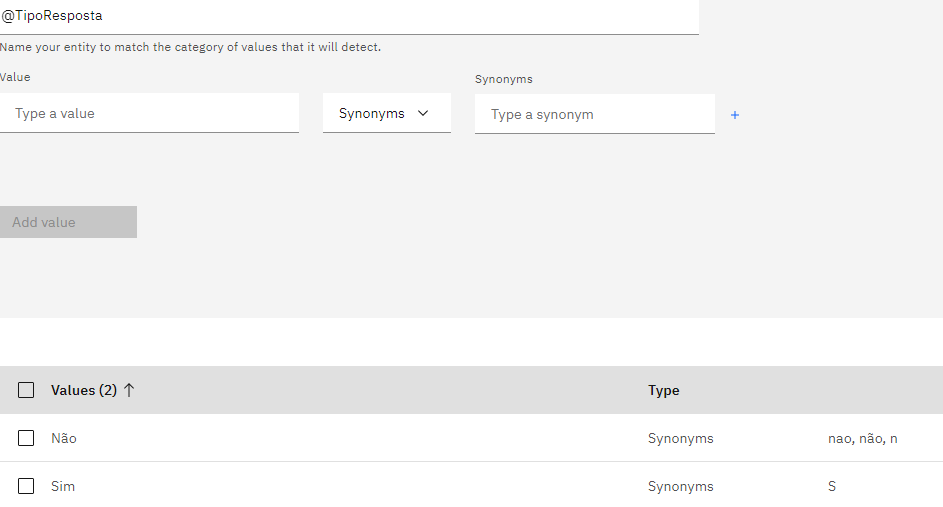 @TipoResposta
Name your entity to match the category of values that it will detect.
Value
Synonyms
Type a value
Synonyms
Type a synonym
+
Add value
Values (2) ↑
Type
Não
Synonyms
nao, não, n
Sim
Synonyms
S